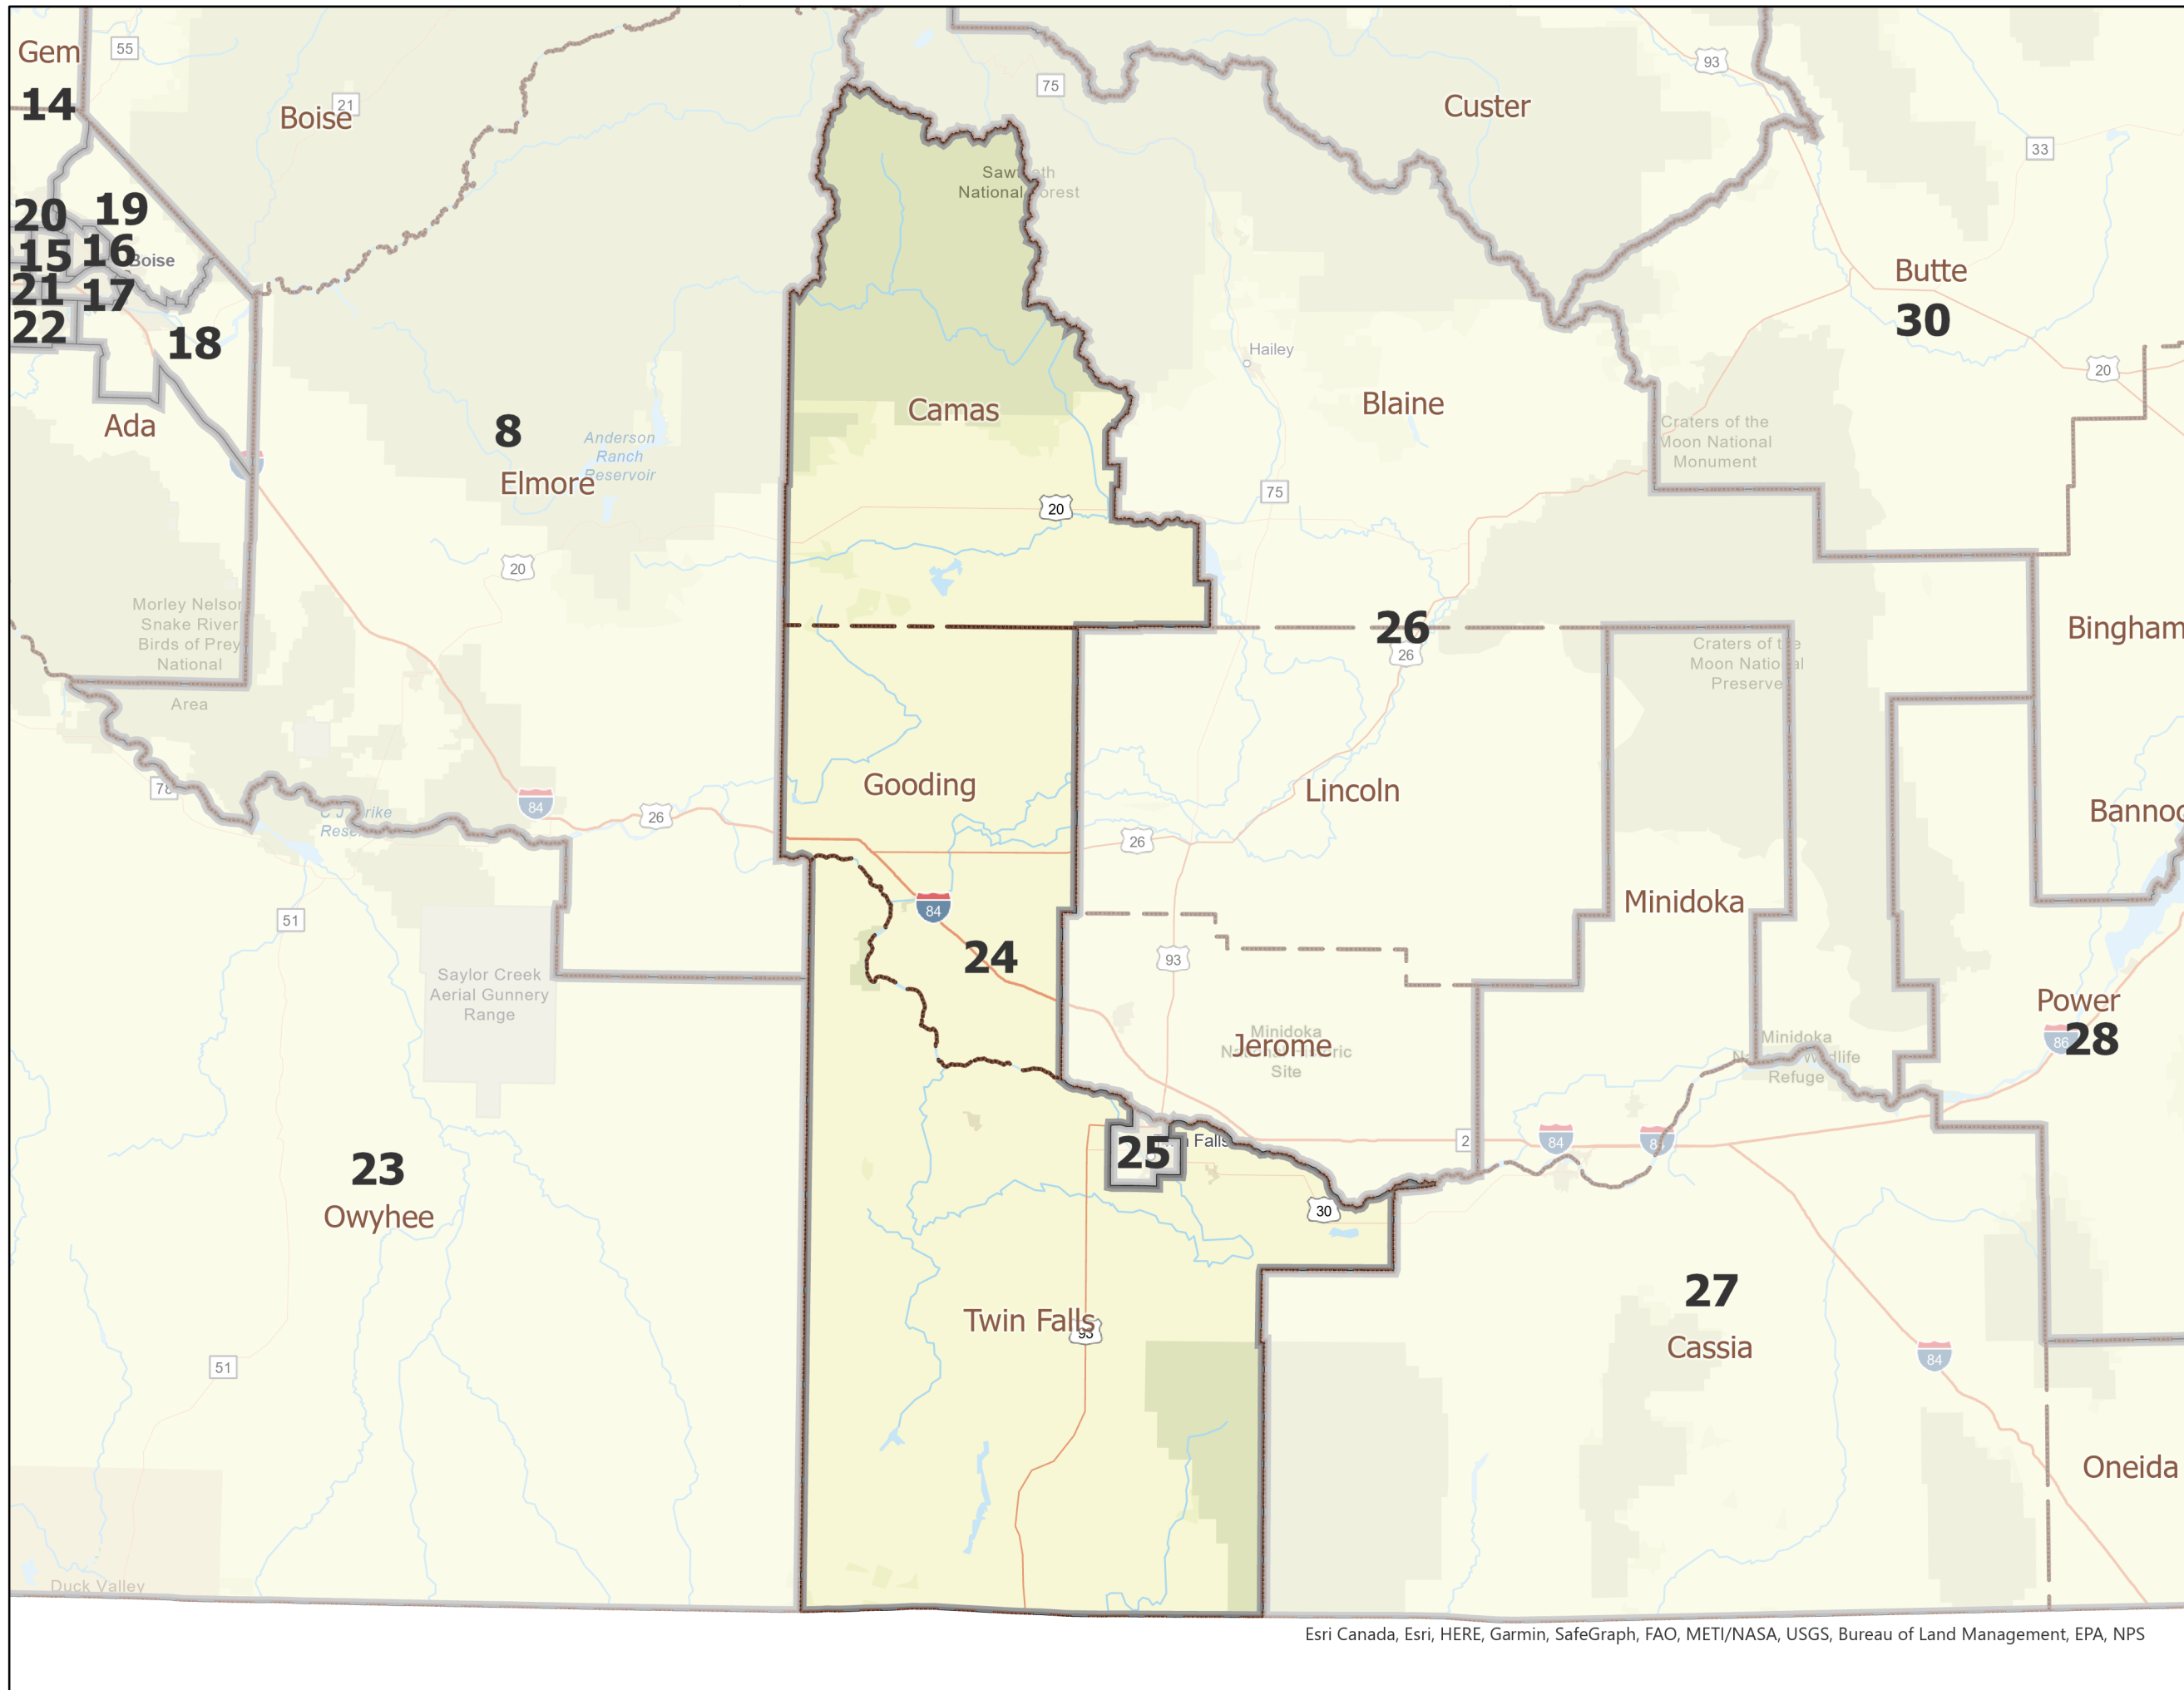 Gem
55
14
Boise
21
75
Custer
93
33
Sawtooth
National Forest
20
19
15
16
Boise
21
17
22
18
Butte
30
Hailey
20
Ada
8
Elmore
Anderson
Ranch
Reservoir
Camas
Blaine
Craters of the
Moon National
Monument
75
20
20
Morley Nelson
Snake River
Birds of Prey
National
Area
26
26
Craters of the
Moon National
Preserve
Bingham
78
C J Strike
84
26
Gooding
26
Lincoln
Minidoka
51
84
24
93
Saylor Creek
Aerial Gunnery
Range
Minidoka
National Historic
Site
Jerome
Power
86
28
Minidoka
Refuge
25
84
23
Owyhee
30
27
Cassia
Twin Falls
93
84
51
Oneida
Duck Valley
Esri Canada, Esri, HERE, Garmin, SafeGraph, FAO, METI/NASA, USGS, Bureau of Land Management, EPA, NPS